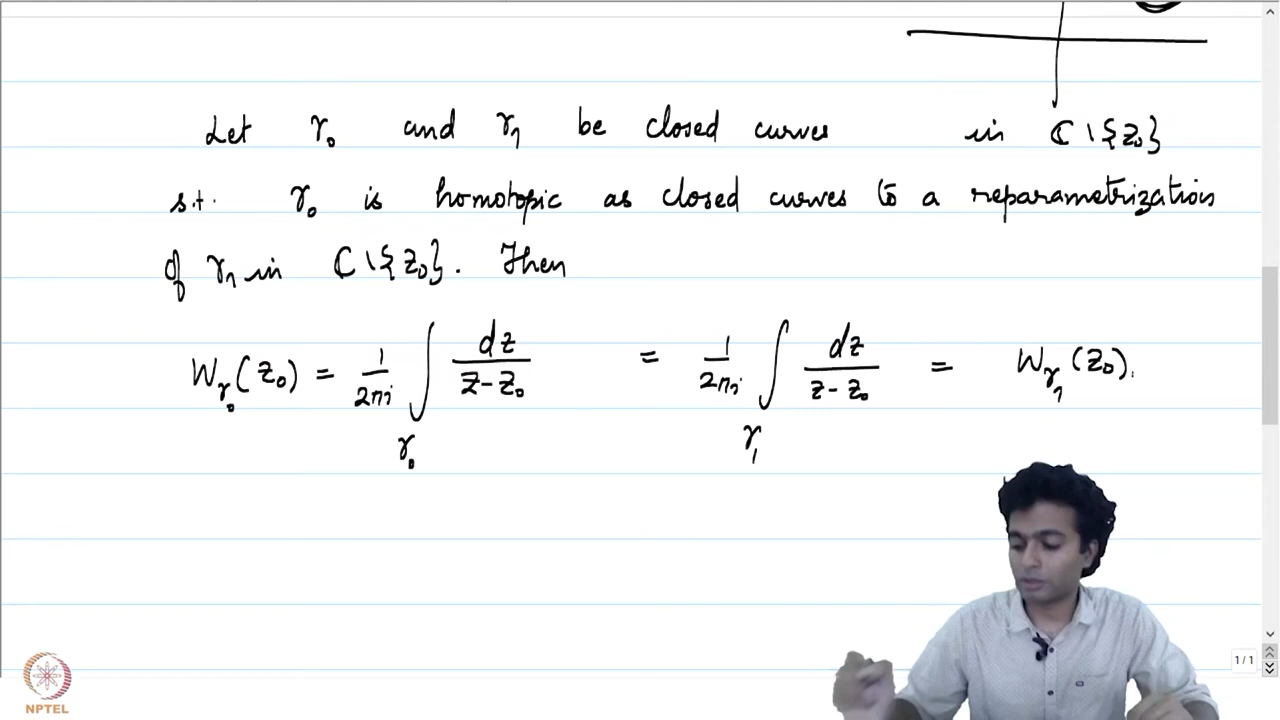 Let γ₀ and γ₁ be closed curves in ℂ \ {z₀}
s.t. γ₀ is homotopic as closed curves to a reparametrization
of γ₁ in ℂ \ {z₀}. Then
W_γ₀(z₀) = 1/2πi ∫_γ₀ dz/(z-z₀) = 1/2πi ∫_γ₁ dz/(z-z₀) = W_γ₁(z₀).
1 / 1
NPTEL